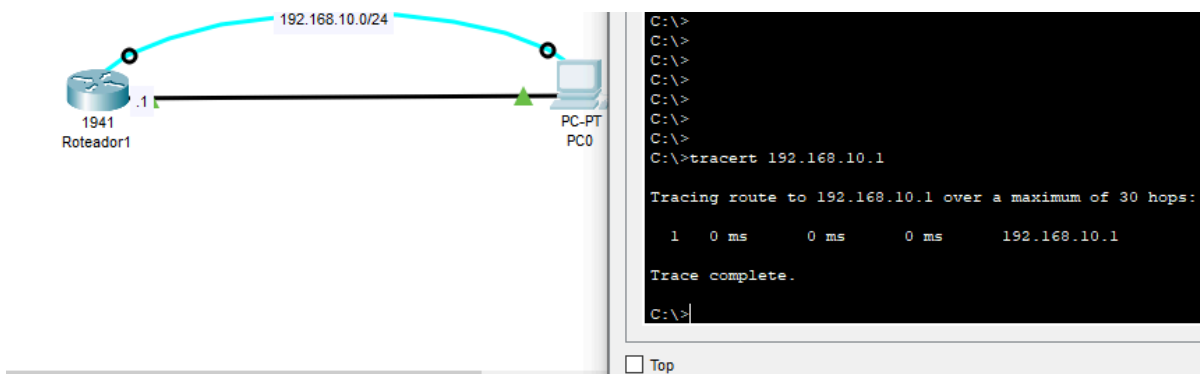 192.168.10.0/24
.1
1941
Roteador1
PC-PT
PC0
C:\>
C:\>
C:\>
C:\>
C:\>
C:\>
C:\>
C:\>tracert 192.168.10.1
Tracing route to 192.168.10.1 over a maximum of 30 hops:
1 0 ms 0 ms 0 ms 192.168.10.1
Trace complete.
C:\>
Top